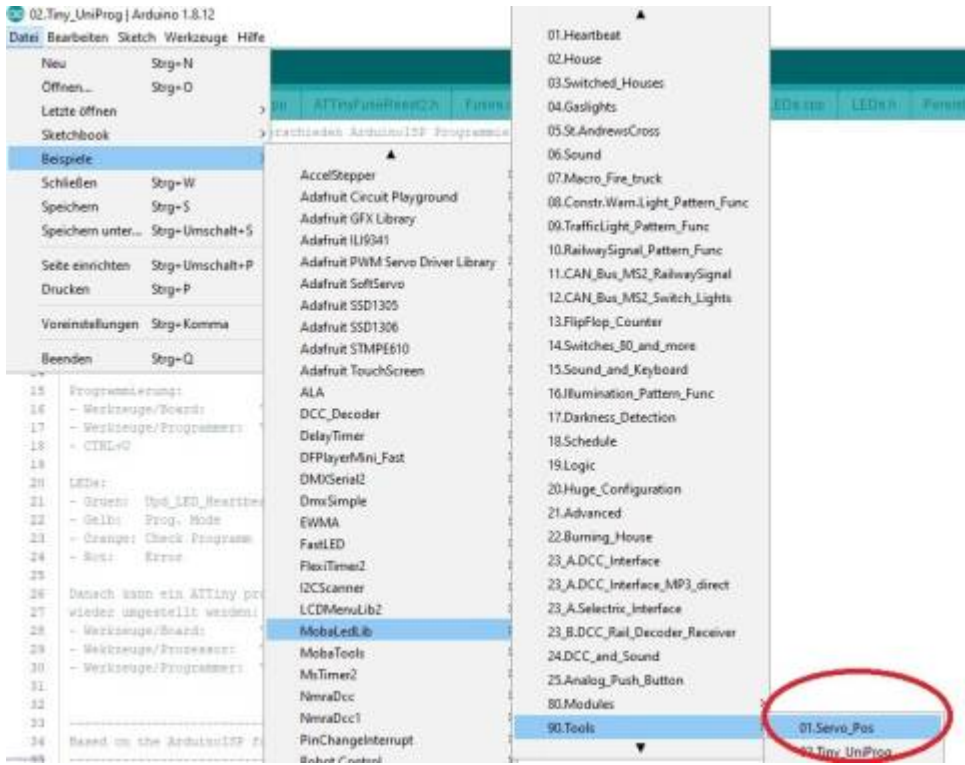 02.Tiny_UniProg | Arduino 1.8.12
Datei Bearbeiten Sketch Werkzeuge Hilfe
Neu Strg+N
Öffnen... Strg+O
Letzte öffnen
Sketchbook
Beispiele
Schließen Strg+W
Speichern Strg+S
Speichern unter... Strg+Umschalt+S
Seite einrichten Strg+Umschalt+P
Drucken Strg+P
Voreinstellungen Strg+Komma
Beenden Strg+Q
ArduinoISP
LEDs.cpp LEDs.h
15 Programmierung:
16 - Werkzeuge/Board:
17 - Werkzeuge/Programmer:
18 - CTRL+U
19
20 LEDs:
21 - Gruen: Upd_LED_Heartbea
22 - Gelb: Prog. Mode
23 - Orange: Check Programm
24 - Rot: Error
25
26 Danach kann ein ATTiny pro
27 wieder umgestellt werden:
28 - Werkzeuge/Board:
29 - Werkzeuge/Prozessor:
30 - Werkzeuge/Programmer:
31
32
33
34 Based on the ArduinoISP
AccelStepper
Adafruit Circuit Playground
Adafruit GFX Library
Adafruit ILI9341
Adafruit PWM Servo Driver Library
Adafruit SoftServo
Adafruit SSD1305
Adafruit SSD1306
Adafruit STMPE610
Adafruit TouchScreen
ALA
DCC_Decoder
DelayTimer
DFPlayerMini_Fast
DMXSerial2
DmxSimple
EWMA
FastLED
FlexiTimer2
I2CScanner
LCDMenuLib2
MobaLedLib
MobaTools
MsTimer2
NmraDcc
NmraDcc1
PinChangeInterrupt
Robot Control
01.Heartbeat
02.House
03.Switched_Houses
04.Gaslights
05.St.AndrewsCross
06.Sound
07.Macro_Fire_truck
08.Constr.Warn.Light_Pattern_Func
09.TrafficLight_Pattern_Func
10.RailwaySignal_Pattern_Func
11.CAN_Bus_MS2_RailwaySignal
12.CAN_Bus_MS2_Switch_Lights
13.FlipFlop_Counter
14.Switches_80_and_more
15.Sound_and_Keyboard
16.Illumination_Pattern_Func
17.Darkness_Detection
18.Schedule
19.Logic
20.Huge_Configuration
21.Advanced
22.Burning_House
23_A.DCC_Interface
23_A.DCC_Interface_MP3_direct
23_A.Selectrix_Interface
23_B.DCC_Rail_Decoder_Receiver
24.DCC_and_Sound
25.Analog_Push_Button
80.Modules
90.Tools
01.Servo_Pos
02.Tiny_UniProg